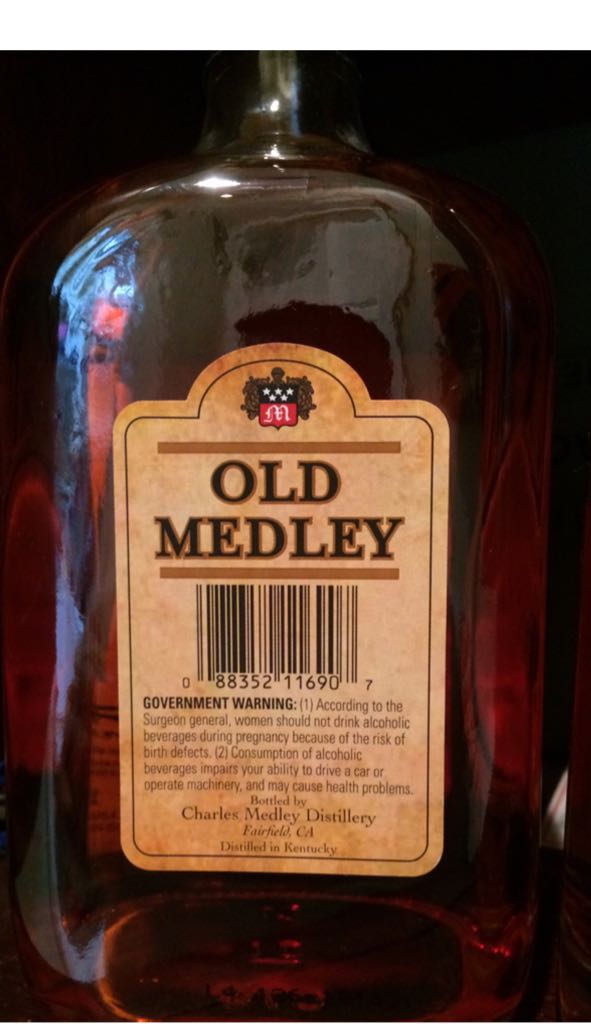 M
OLD
MEDLEY
0 88352 11690 7
GOVERNMENT WARNING: (1) According to the
Surgeon general, women should not drink alcoholic
beverages during pregnancy because of the risk of
birth defects. (2) Consumption of alcoholic
beverages impairs your ability to drive a car or
operate machinery, and may cause health problems.
Bottled by
Charles Medley Distillery
Fairfield, CA
Distilled in Kentucky